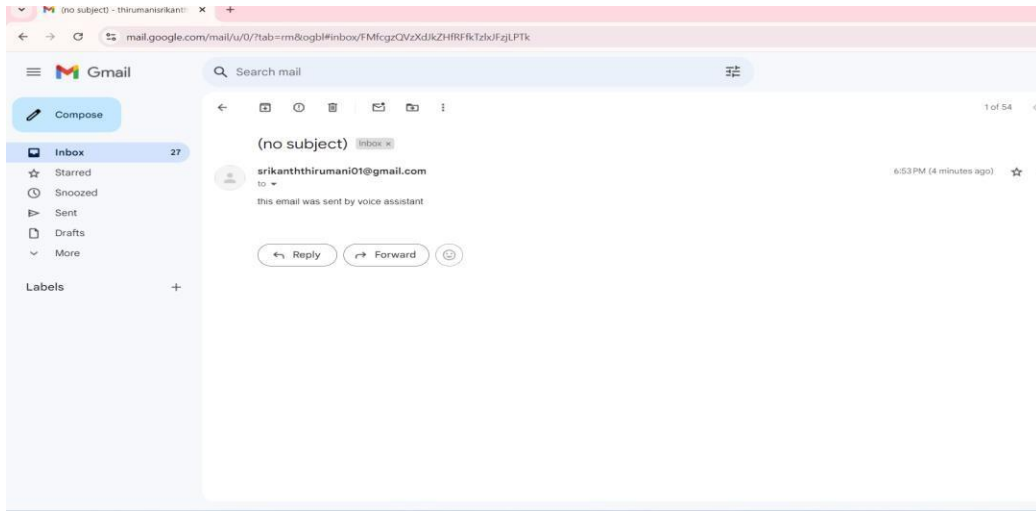 (no subject) - thirumanisrikanth
mail.google.com/mail/u/0/?tab=rm&ogbl#inbox/
Gmail
Search mail
Compose
1 of 54
(no subject) Inbox ×
Inbox 27
srikanththirumani01@gmail.com 6:53 PM (4 minutes ago)
Starred
to
Snoozed
this email was sent by voice assistant
Sent
Drafts
More
Reply
Forward
Labels +